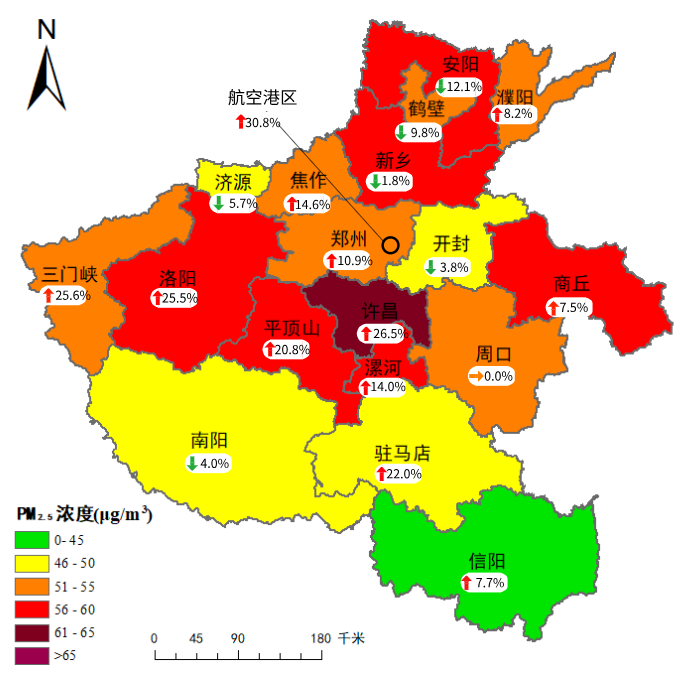 N
安阳
12.1%
航空港区
30.8%
鹤壁
9.8%
濮阳
8.2%
新乡
1.8%
济源
5.7%
焦作
14.6%
郑州
10.9%
开封
3.8%
三门峡
25.6%
洛阳
25.5%
商丘
7.5%
平顶山
20.8%
许昌
26.5%
周口
0.0%
漯河
14.0%
南阳
4.0%
驻马店
22.0%
信阳
7.7%
PM2.5浓度(μg/m³)
0-45
46-50
51-55
56-60
61-65
>65
0 45 90 180 千米